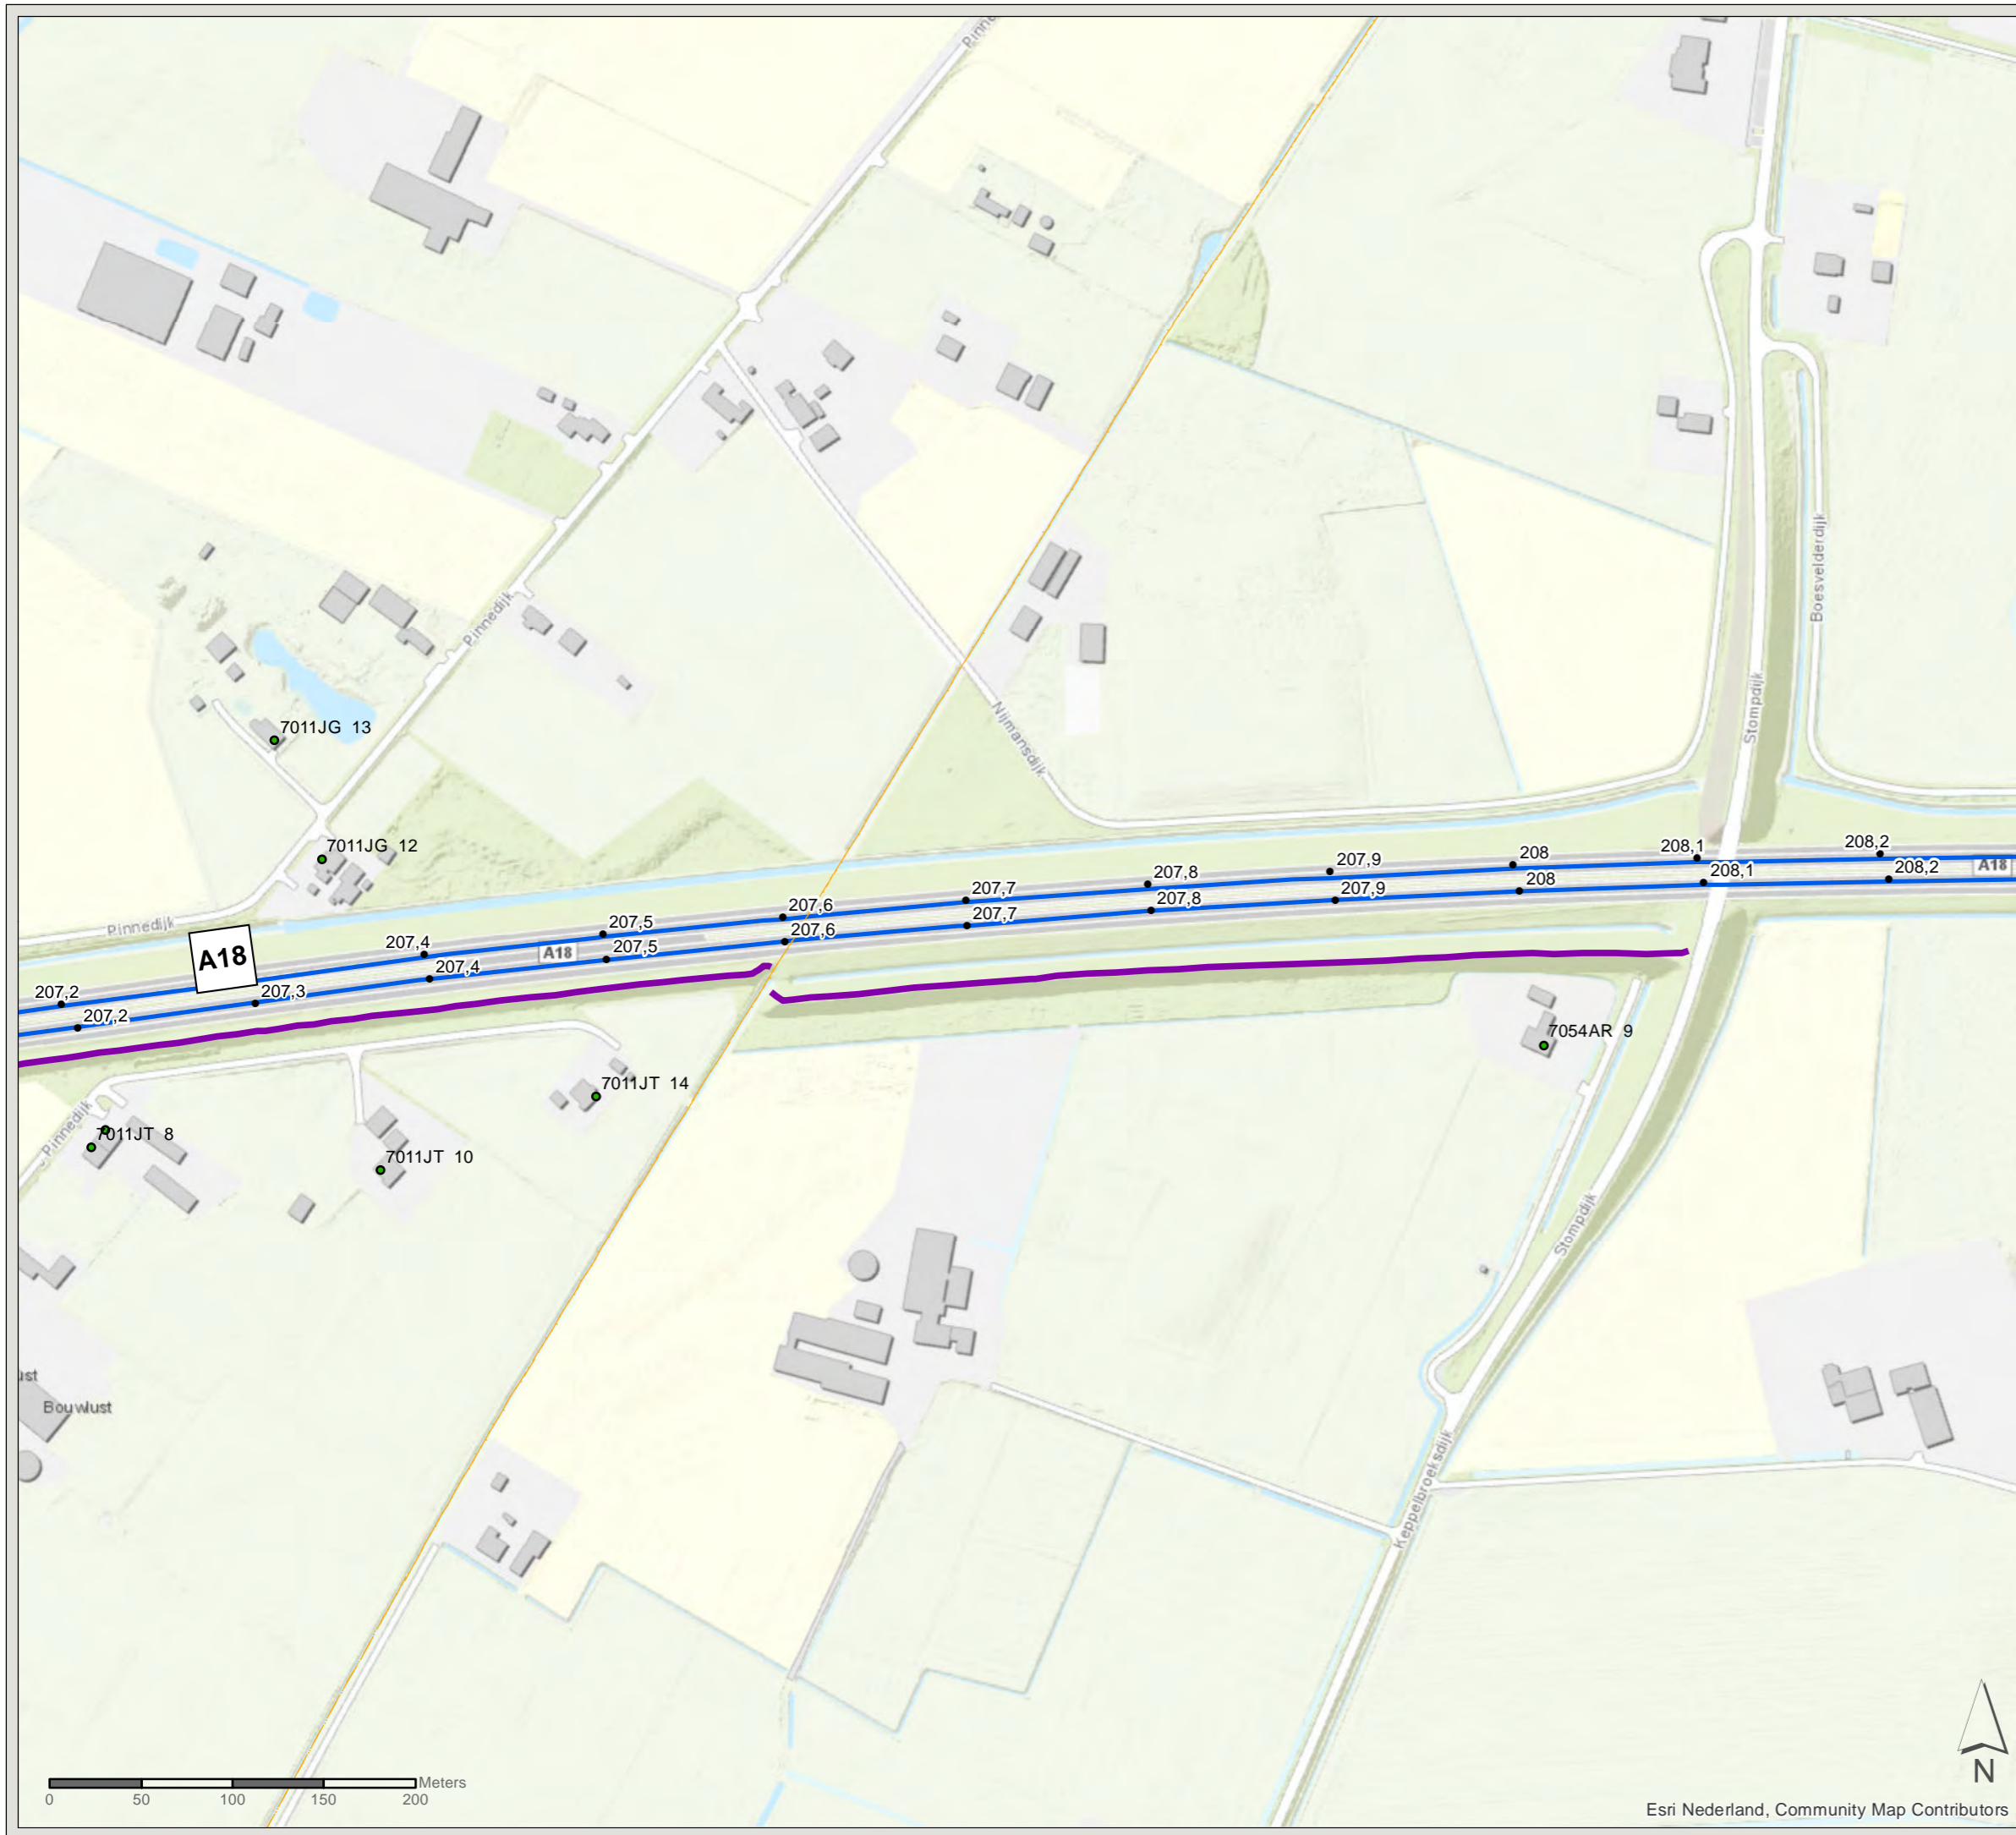 Pinne
7011JG 13
Pinnedijk
Nijmansdijk
Boesvelderdijk
Stompdijk
7011JG 12
Pinnedijk
A18
207,2
207,4
207,5
207,6
207,7
207,8
207,9
208
208,1
208,2
A18
A18
207,2
207,3
207,4
207,5
207,6
207,7
207,8
207,9
208
208,1
208,2
7054AR 9
7011JT 14
Pinnedijk
7011JT 8
7011JT 10
Stompdijk
ust
Bouwlust
Keppelbroeksdijk
Meters
0 50 100 150 200
N
Esri Nederland, Community Map Contributors